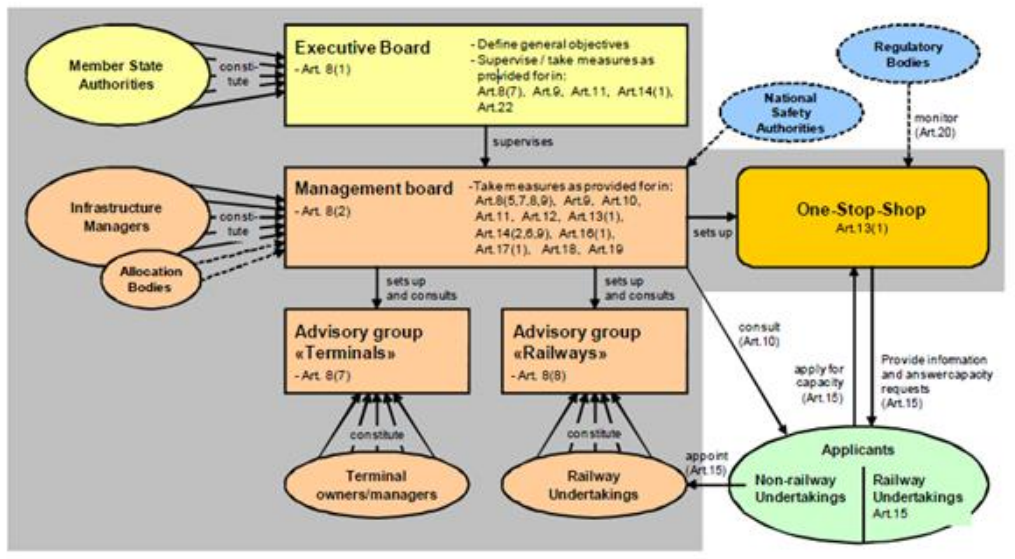 Member State
Authorities
consti-
tute
Executive Board
- Art. 8(1)
- Define general objectives
- Supervise / take measures as
provided for in:
Art.8(7), Art.9, Art.11, Art.14(1),
Art.22
Regulatory
Bodies
National
Safety
Authorities
monitor
(Art.20)
supervises
Infrastructure
Managers
consti-
tute
Allocation
Bodies
Management board
- Art. 8(2)
-Take measures as provided for in:
Art.8(5,7,8,9), Art.9, Art.10,
Art.11, Art.12, Art.13(1),
Art.14(2,6,9), Art.16(1),
Art.17(1), Art.18, Art.19
sets up
One-Stop-Shop
Art.13(1)
sets up
and consults
sets up
and consults
Advisory group
«Terminals»
- Art. 8(7)
Advisory group
«Railways»
- Art. 8(8)
consult
(Art.10)
apply for
capacity
(Art.15)
Provide information
and answer capacity
requests
(Art.15)
constitute
constitute
Terminal
owners/managers
Railway
Undertakings
appoint
(Art.15)
Applicants
Non-railway
Undertakings
Railway
Undertakings
Art.15